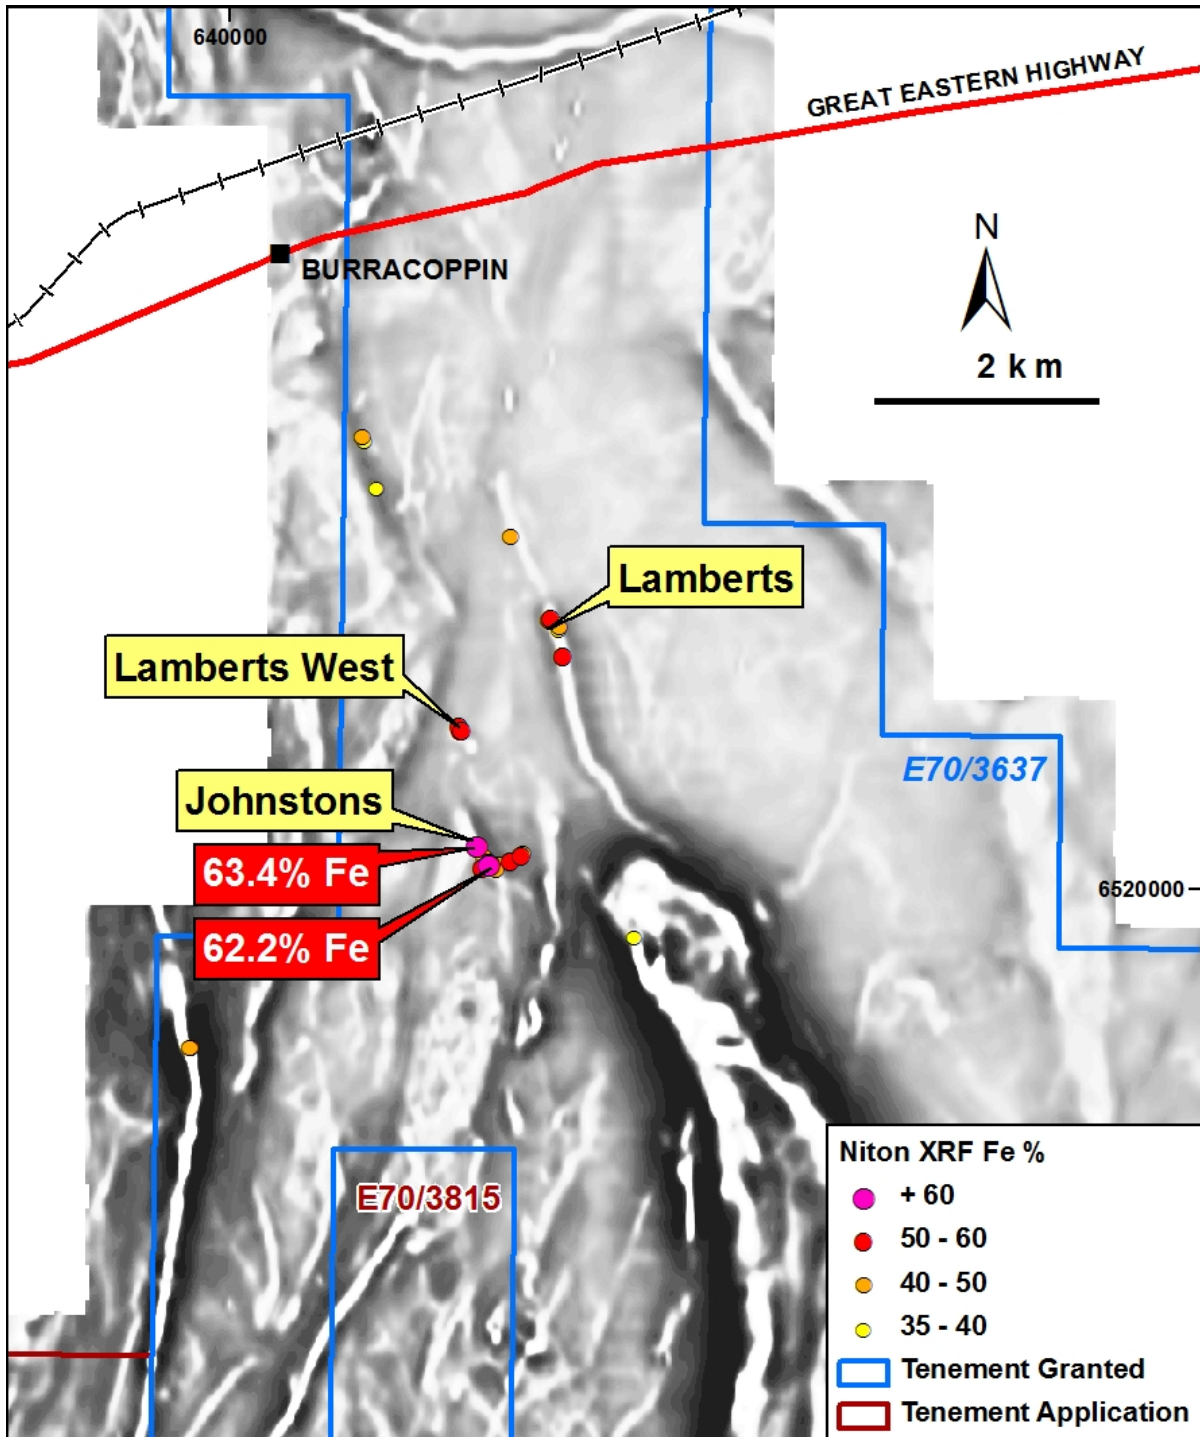 640000
GREAT EASTERN HIGHWAY
N
BURRACOPPIN
2 km
Lamberts
Lamberts West
E70/3637
Johnstons
63.4% Fe
6520000
62.2% Fe
E70/3815
Niton XRF Fe %
+ 60
50 - 60
40 - 50
35 - 40
Tenement Granted
Tenement Application